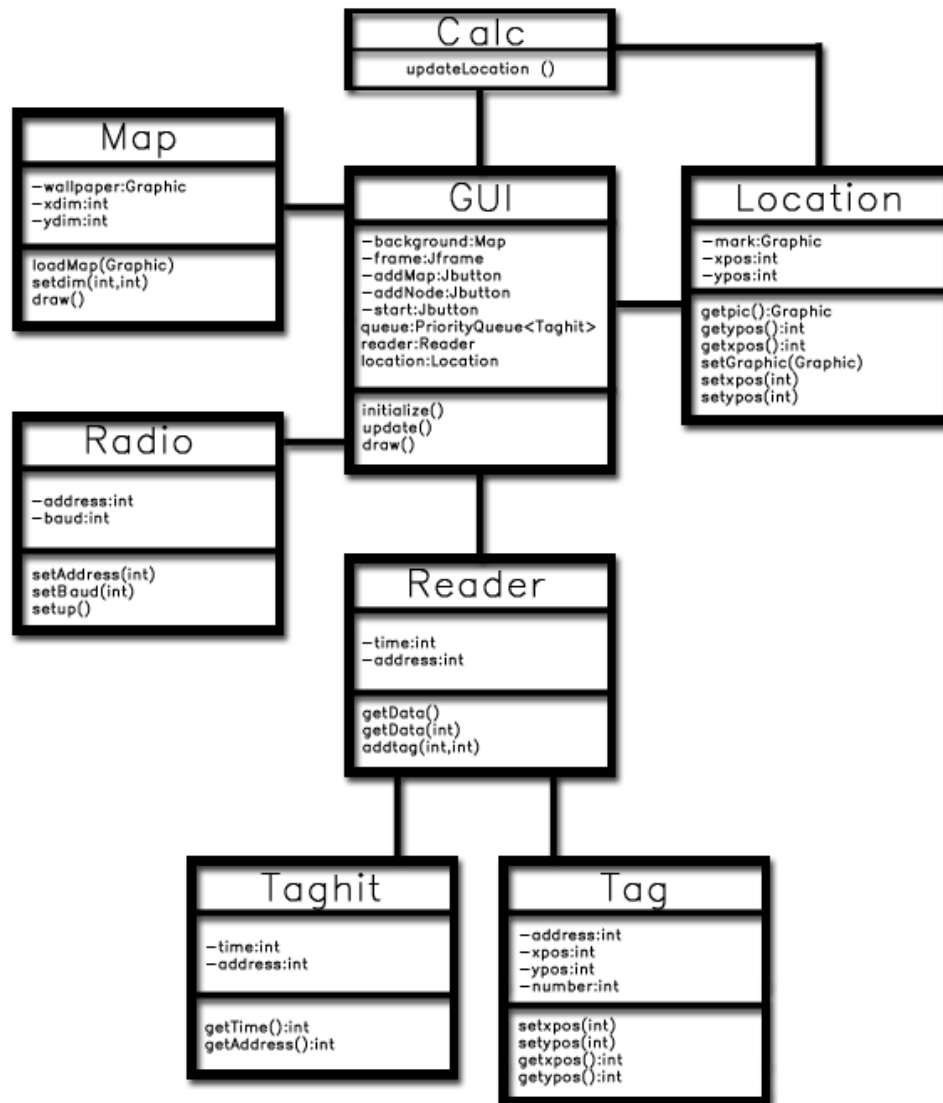 Calc
updateLocation ()
Map
-wallpaper:Graphic
-xdim:int
-ydim:int
loadMap(Graphic)
setdim(int,int)
draw()
GUI
-background:Map
-frame:Jframe
-addMap:Jbutton
-addNode:Jbutton
-start:Jbutton
queue:PriorityQueue<Taghit>
reader:Reader
location:Location
initialize()
update()
draw()
Location
-mark:Graphic
-xpos:int
-ypos:int
getpic():Graphic
getypos():int
getxpos():int
setGraphic(Graphic)
setxpos(int)
setypos(int)
Radio
-address:int
-baud:int
setAddress(int)
setBaud(int)
setup()
Reader
-time:int
-address:int
getData()
getData(int)
addtag(int,int)
Taghit
-time:int
-address:int
getTime():int
getAddress():int
Tag
-address:int
-xpos:int
-ypos:int
-number:int
setxpos(int)
setypos(int)
getxpos():int
getypos():int